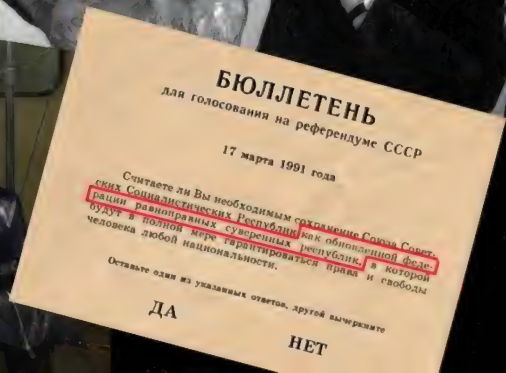 БЮЛЛЕТЕНЬ
для голосования на референдуме СССР
17 марта 1991 года
Считаете ли Вы необходимым сохранение Союза Совет-
ских Социалистических Республик как обновленной феде-
рации равноправных суверенных республик, в которой
будут в полной мере гарантироваться права и свободы
человека любой национальности.
Оставьте один из указанных ответов, другой вычеркните
ДА
НЕТ